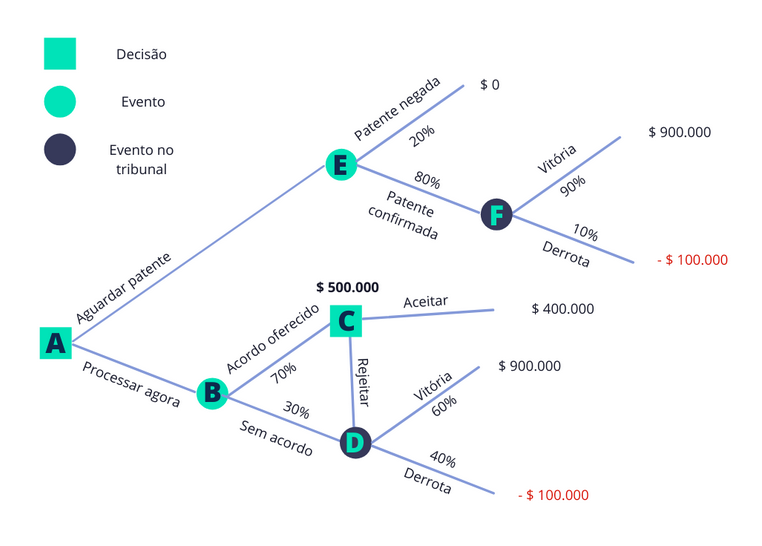 Decisão
Evento
Evento no
tribunal
Patente negada
$ 0
20%
E
80%
Patente
confirmada
F
Vitória
90%
$ 900.000
10%
Derrota
- $ 100.000
Aguardar patente
A
Processar agora
B
Acordo oferecido
70%
$ 500.000
C
Aceitar
$ 400.000
Rejeitar
30%
Sem acordo
D
Vitória
60%
$ 900.000
40%
Derrota
- $ 100.000